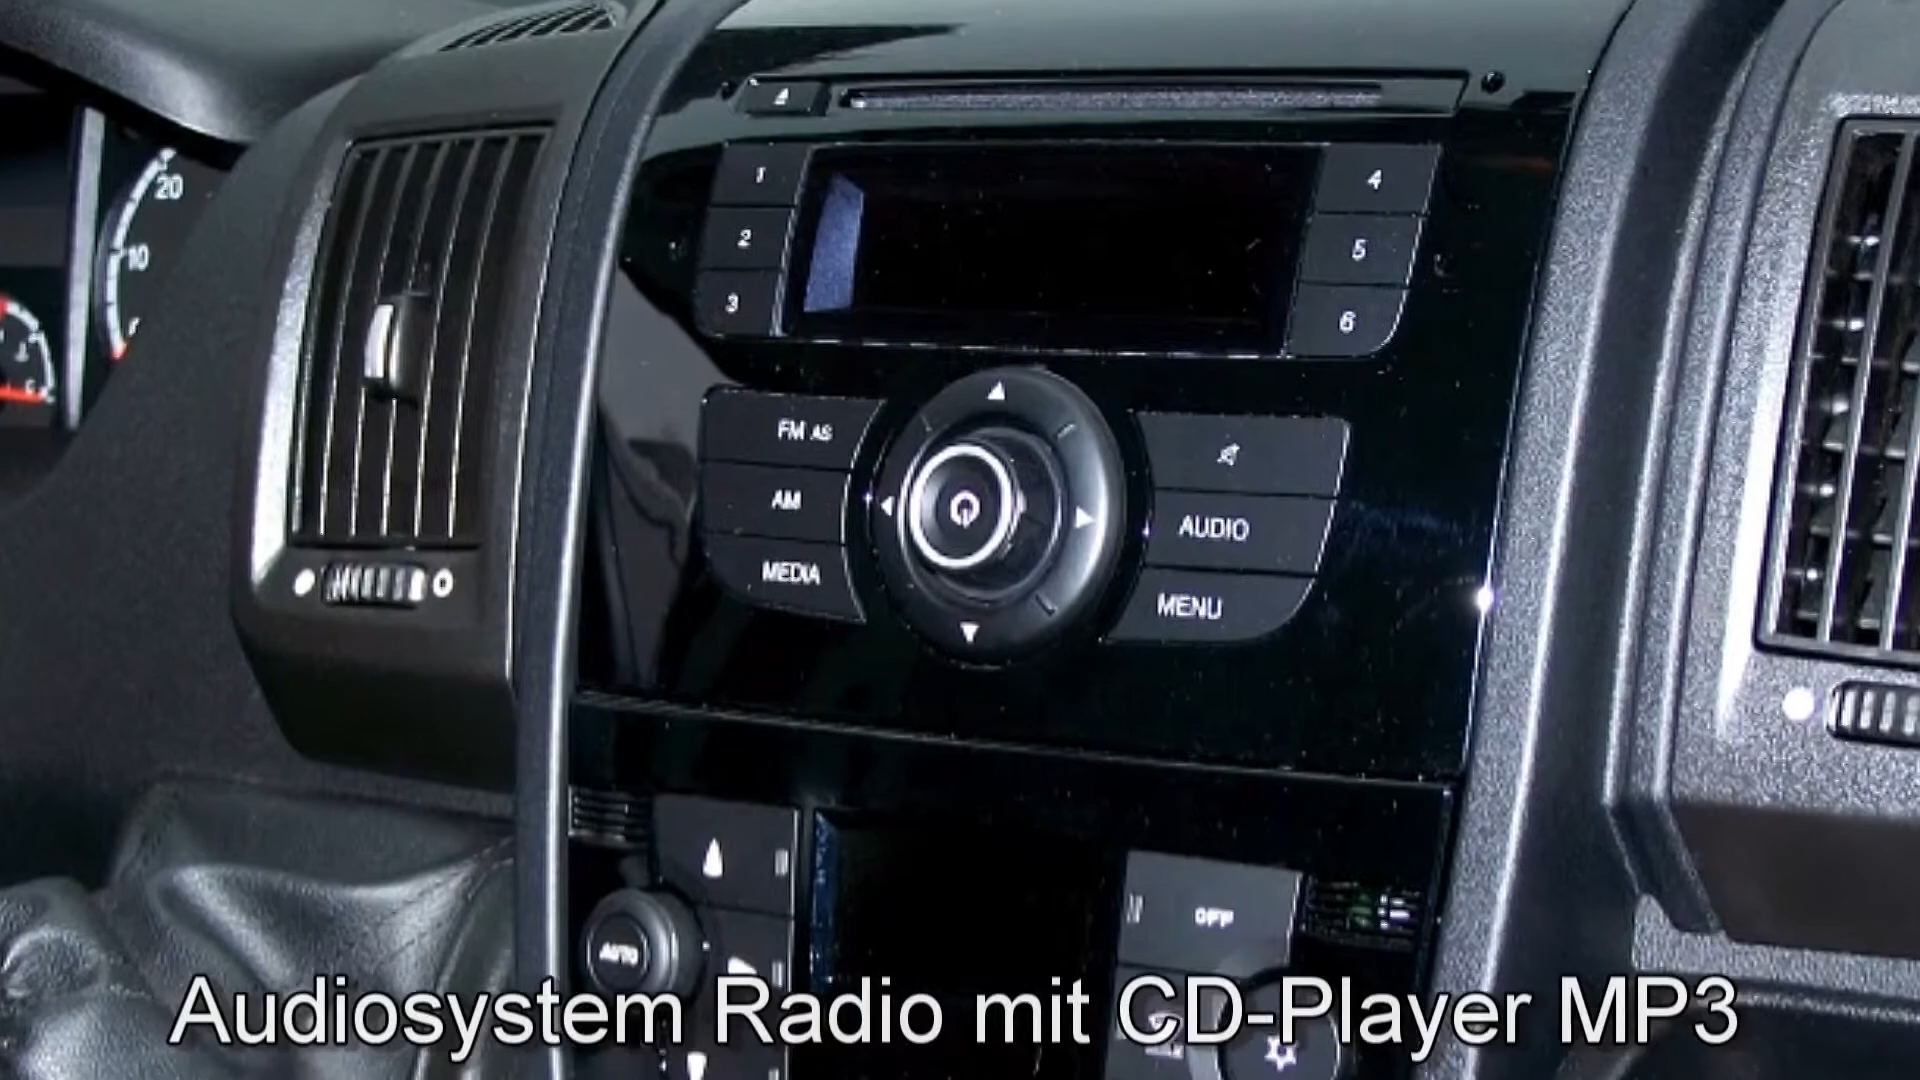 20
10
1
4
2
5
3
6
FM AS
AM
AUDIO
MEDIA
MENU
OFF
AUTO
Audiosystem Radio mit CD-Player MP3